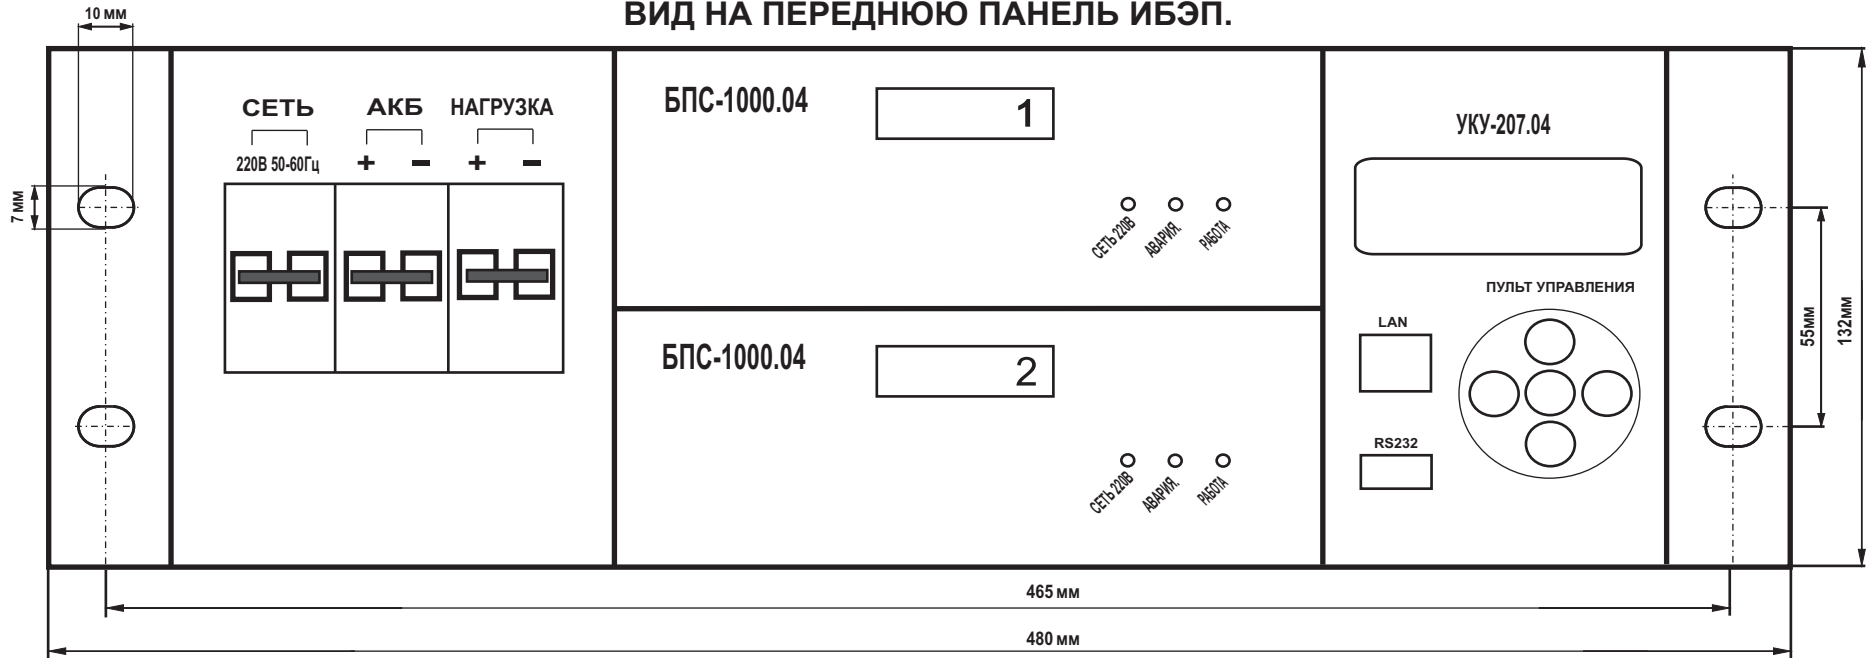 ВИД НА ПЕРЕДНЮЮ ПАНЕЛЬ ИБЭП.
10 мм
7 мм
СЕТЬ АКБ НАГРУЗКА
220В 50-60Гц + − + −
БПС-1000.04 1
СЕТЬ 220В АВАРИЯ. РАБОТА
БПС-1000.04 2
СЕТЬ 220В АВАРИЯ. РАБОТА
УКУ-207.04
ПУЛЬТ УПРАВЛЕНИЯ
LAN
RS232
55мм
132мм
465 мм
480 мм